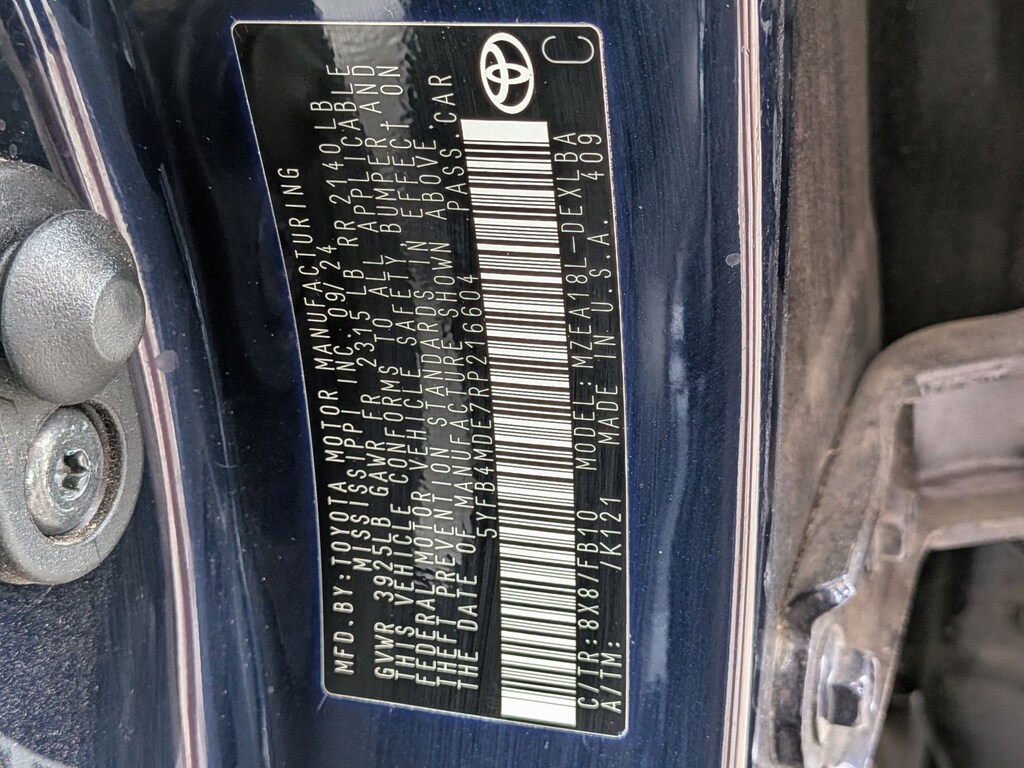 MFD.BY:TOYOTA MOTOR MANUFACTURING
MISSISSIPPI INC. 09/24
GVWR 3925LB GAWR FR 2315 LB RR 2140 LB
THIS VEHICLE CONFORMS TO ALL APPLICABLE
FEDERAL MOTOR VEHICLE SAFETY BUMPER, AND
THEFT PREVENTION STANDARDS IN EFFECT ON
THE DATE OF MANUFACTURE SHOWN ABOVE.
5YFB4MDE7RP216604 PASS.CAR
C/TR:8X8/FB10 MODEL:MZEA18L-DEXLBA
A/TM: /K121 MADE IN U.S.A. 409
C